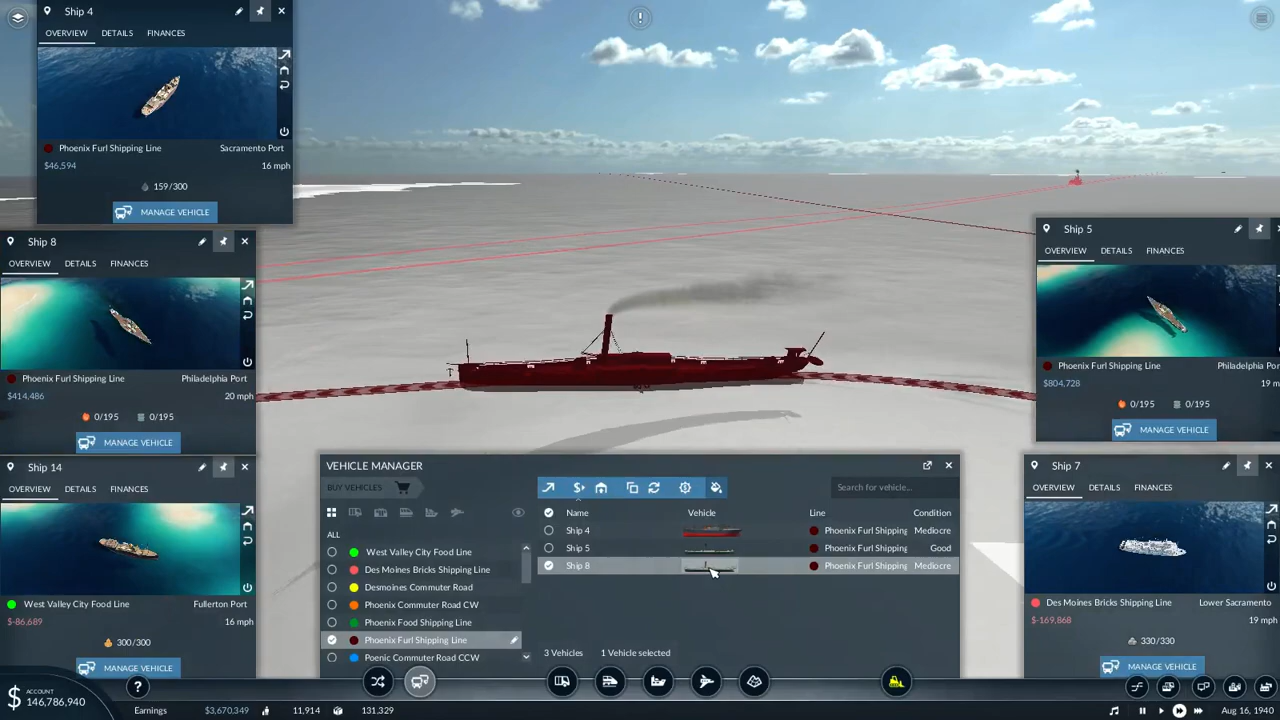 Ship 4
OVERVIEW DETAILS FINANCES
Phoenix Furl Shipping Line Sacramento Port
$46,594 16 mph
159/300
MANAGE VEHICLE
Ship 8
OVERVIEW DETAILS FINANCES
Phoenix Furl Shipping Line Philadelphia Port
$414,486 20 mph
0/195 0/195
MANAGE VEHICLE
Ship 14
OVERVIEW DETAILS FINANCES
West Valley City Food Line Fullerton Port
$-86,689 16 mph
300/300
MANAGE VEHICLE
Ship 5
OVERVIEW DETAILS FINANCES
Phoenix Furl Shipping Line Philadelphia Por
$804,728 19 m
0/195 0/195
MANAGE VEHICLE
Ship 7
OVERVIEW DETAILS FINANCES
Des Moines Bricks Shipping Line Lower Sacramento
$-169,868 19 mph
330/330
MANAGE VEHICLE
VEHICLE MANAGER
BUY VEHICLES
Search for vehicle...
ALL
West Valley City Food Line
Des Moines Bricks Shipping Line
Desmoines Commuter Road
Phoenix Commuter Road CW
Phoenix Food Shipping Line
Phoenix Furl Shipping Line
Poenic Commuter Road CCW
Name Vehicle Line Condition
Ship 4 Phoenix Furl Shipping Mediocre
Ship 5 Phoenix Furl Shipping Good
Ship 8 Phoenix Furl Shipping Mediocre
3 Vehicles 1 Vehicle selected
$ ACCOUNT
146,786,940
?
Earnings $3,670,349 11,914 131,329
Aug 16, 1940